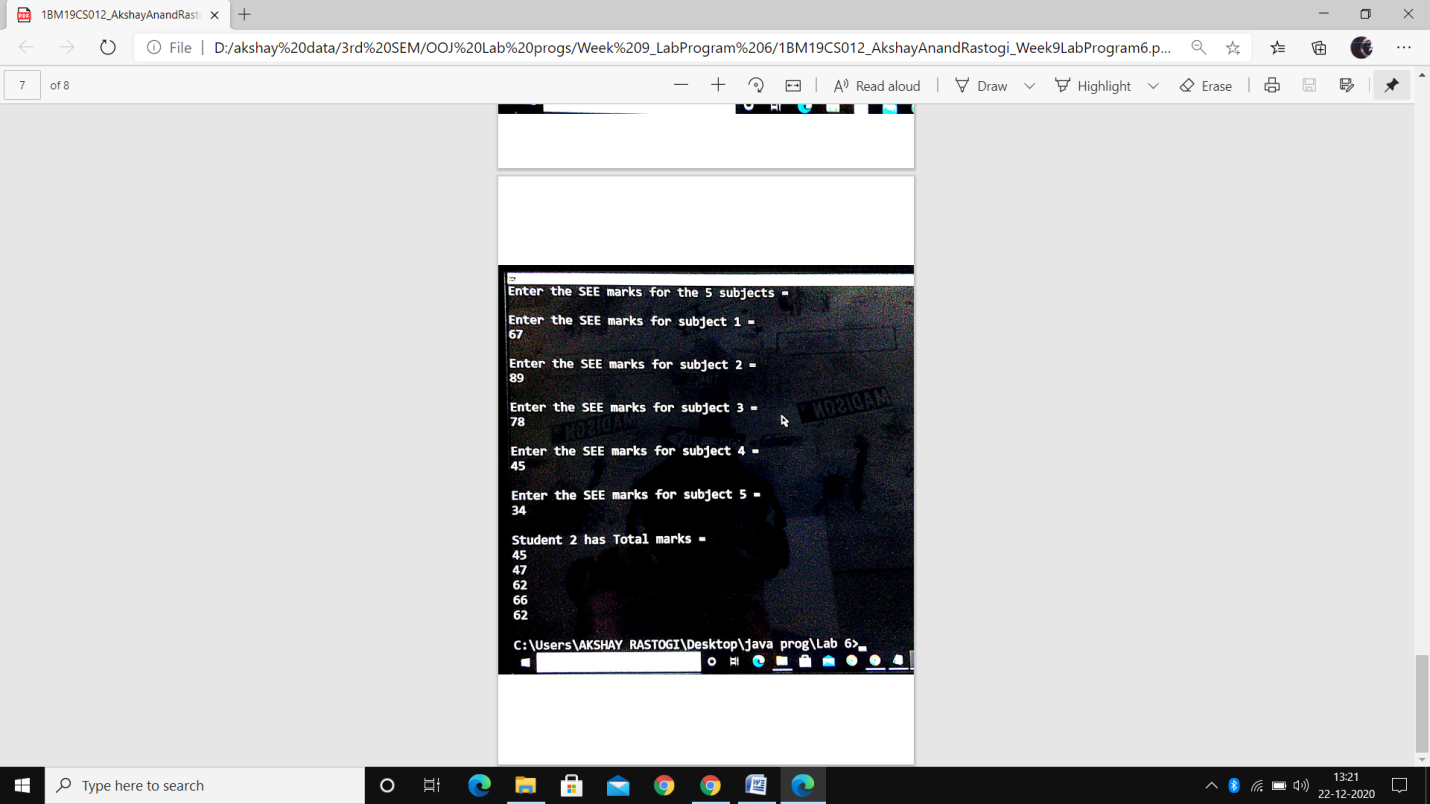 1BM19CS012_AkshayAnandRast
File
D:/akshay%20data/3rd%20SEM/OOJ%20Lab%20progs/Week%209_LabProgram%206/1BM19CS012_AkshayAnandRastogi_Week9LabProgram6.p...
7 of 8
Read aloud
Draw
Highlight
Erase
Enter the SEE marks for the 5 subjects =
Enter the SEE marks for subject 1 =
67
Enter the SEE marks for subject 2 =
89
Enter the SEE marks for subject 3 =
78
Enter the SEE marks for subject 4 =
45
Enter the SEE marks for subject 5 =
34
Student 2 has Total marks =
45
47
62
66
62
C:\Users\AKSHAY RASTOGI\Desktop\java prog\Lab 6>
Type here to search
13:21
22-12-2020